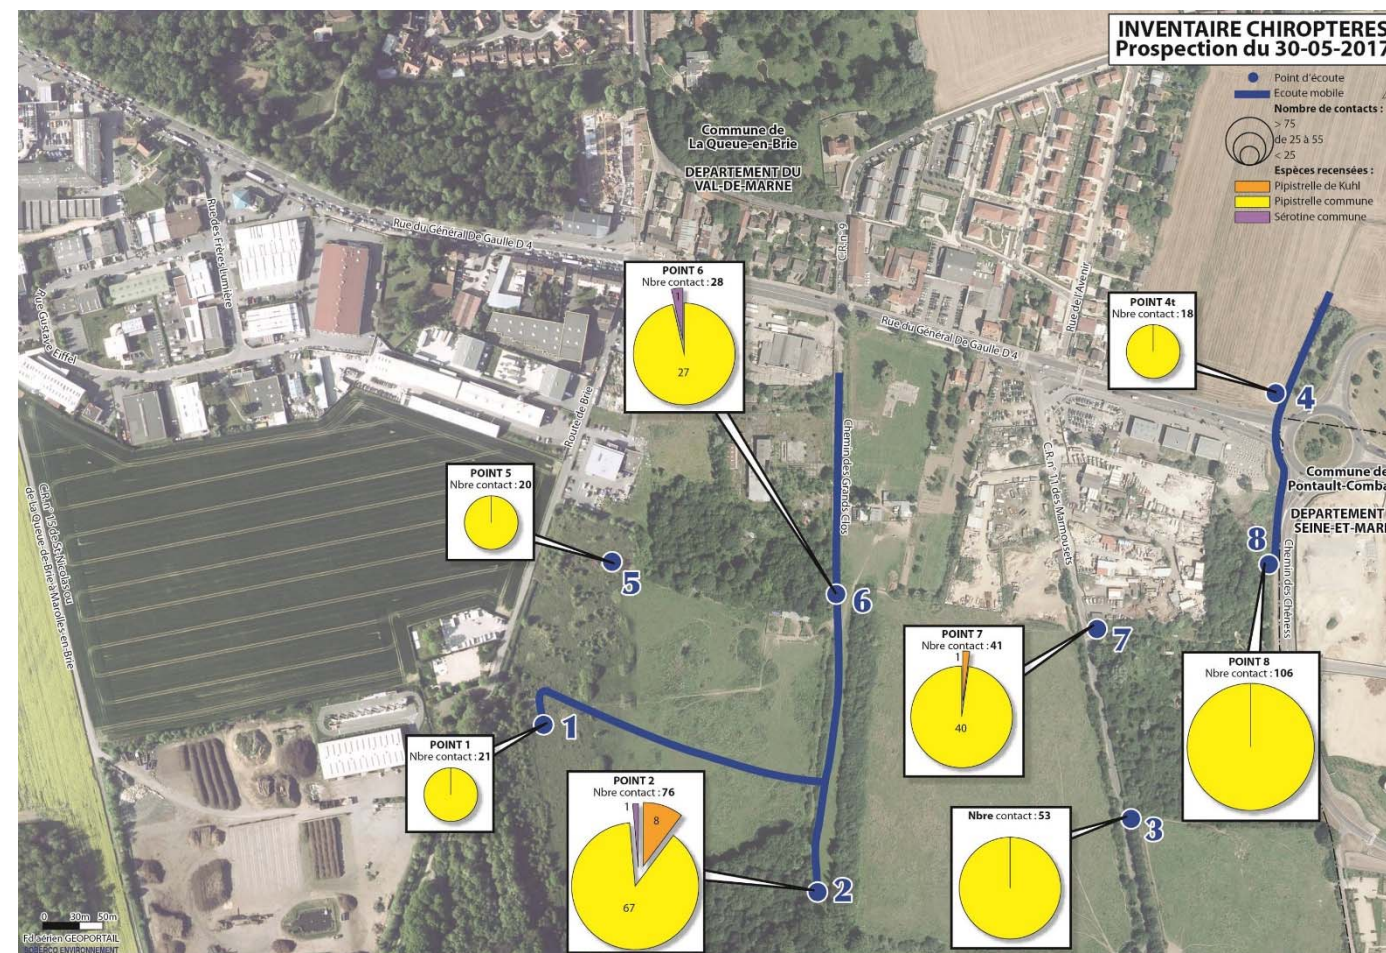 INVENTAIRE CHIROPTERES
Prospection du 30-05-2017
Point d'écoute
Ecoute mobile
Nombre de contacts :
> 75
de 25 à 55
< 25
Espèces recensées :
Pipistrelle de Kuhl
Pipistrelle commune
Sérotine commune
Commune de
La Queue-en-Brie
DEPARTEMENT DU
VAL-DE-MARNE
Rue du Général De Gaulle D 4
Rue des Frères Lumière
Rue Gustave Eiffel
C.R. n° 9
Rue de l'Avenir
Rue du Général De Gaulle D 4
POINT 6
Nbre contact : 28
1
27
POINT 4t
Nbre contact : 18
4
Route de Brie
Chemin des Grands Clos
C.R. n° 11 des Marmousets
Commune de
Pontault-Comba
DEPARTEMENT
SEINE-ET-MAR
POINT 5
Nbre contact : 20
5
C.R. n° 15 de St-Nicolas ou
de La Queue-de-Brie à Marolles-en-Brie
6
8
Chemin des Chêness
7
POINT 7
Nbre contact : 41
1
40
POINT 8
Nbre contact : 106
1
POINT 1
Nbre contact : 21
POINT 2
Nbre contact : 76
1
8
67
2
Nbre contact : 53
3
0 30m 50m
Fd aérien GEOPORTAIL